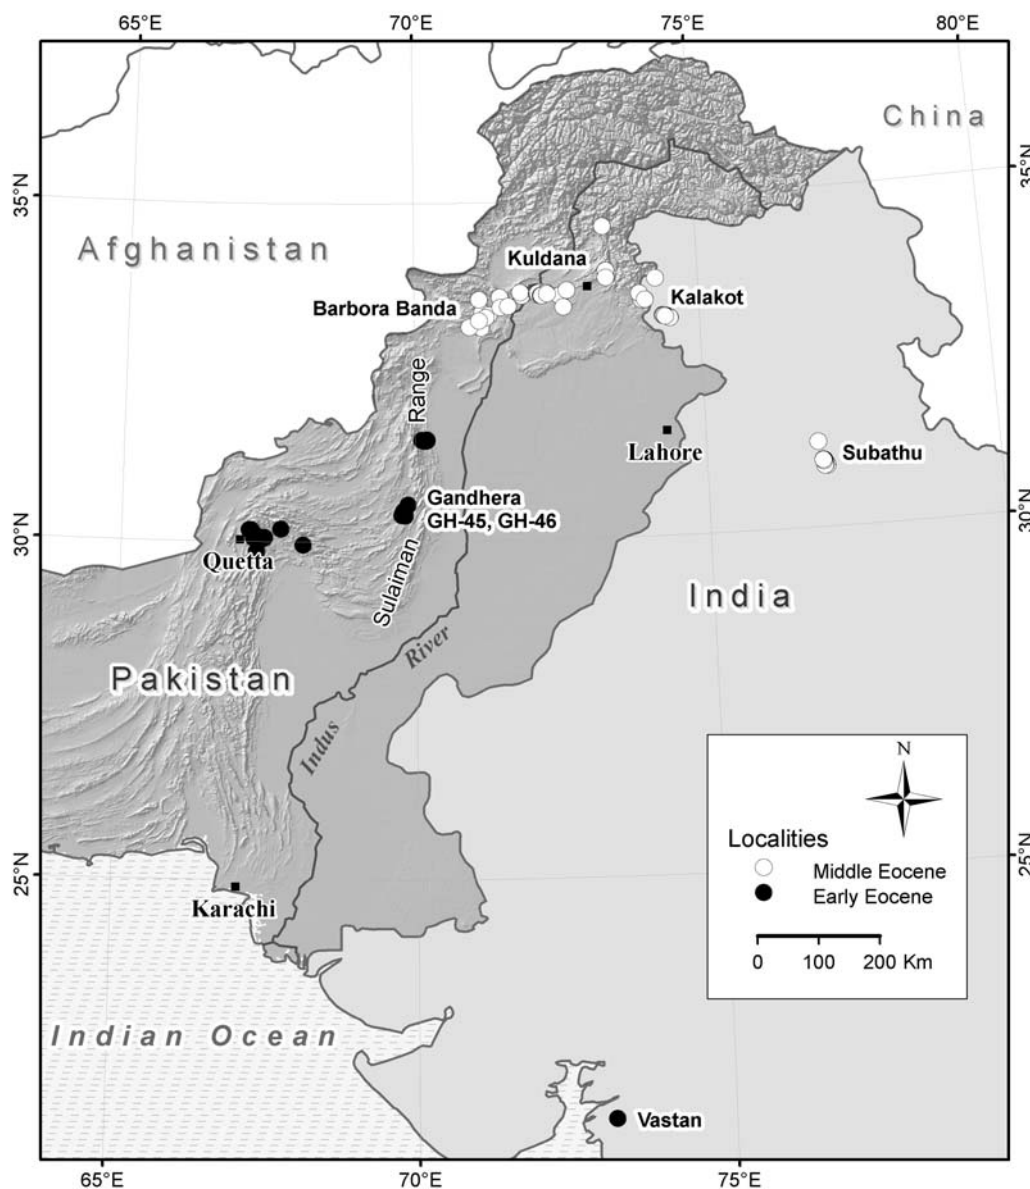 65°E 70°E 75°E 80°E
China
35°N
35°N
Afghanistan
Kuldana
Barbora Banda
Kalakot
Range
Lahore
Subathu
Gandhera
GH-45, GH-46
30°N
30°N
Quetta
Sulaiman
India
River
Pakistan
Indus
N
Localities
Middle Eocene
Early Eocene
0 100 200 Km
25°N
25°N
Karachi
Indian Ocean
Vastan
65°E 70°E 75°E